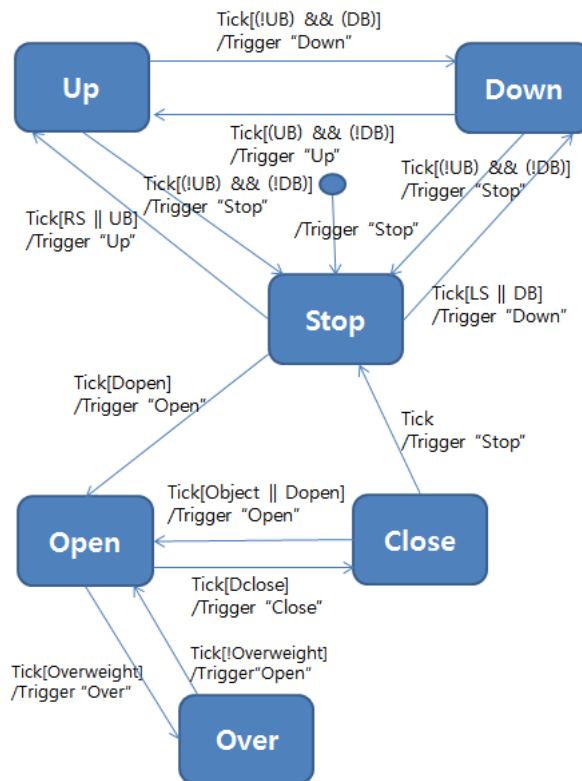 Tick[(!UB) && (DB)]
/Trigger “Down”
Up
Down
Tick[(UB) && (!DB)]
/Trigger “Up”
Tick[(!UB) && (!DB)]
/Trigger “Stop”
Tick[(!UB) && (!DB)]
/Trigger “Stop”
Tick[RS || UB]
/Trigger “Up”
/Trigger “Stop”
Stop
Tick[LS || DB]
/Trigger “Down”
Tick[Dopen]
/Trigger “Open”
Tick
/Trigger “Stop”
Tick[Object || Dopen]
/Trigger “Open”
Open
Close
Tick[Dclose]
/Trigger “Close”
Tick[Overweight]
/Trigger “Over”
Tick[!Overweight]
/Trigger“Open”
Over